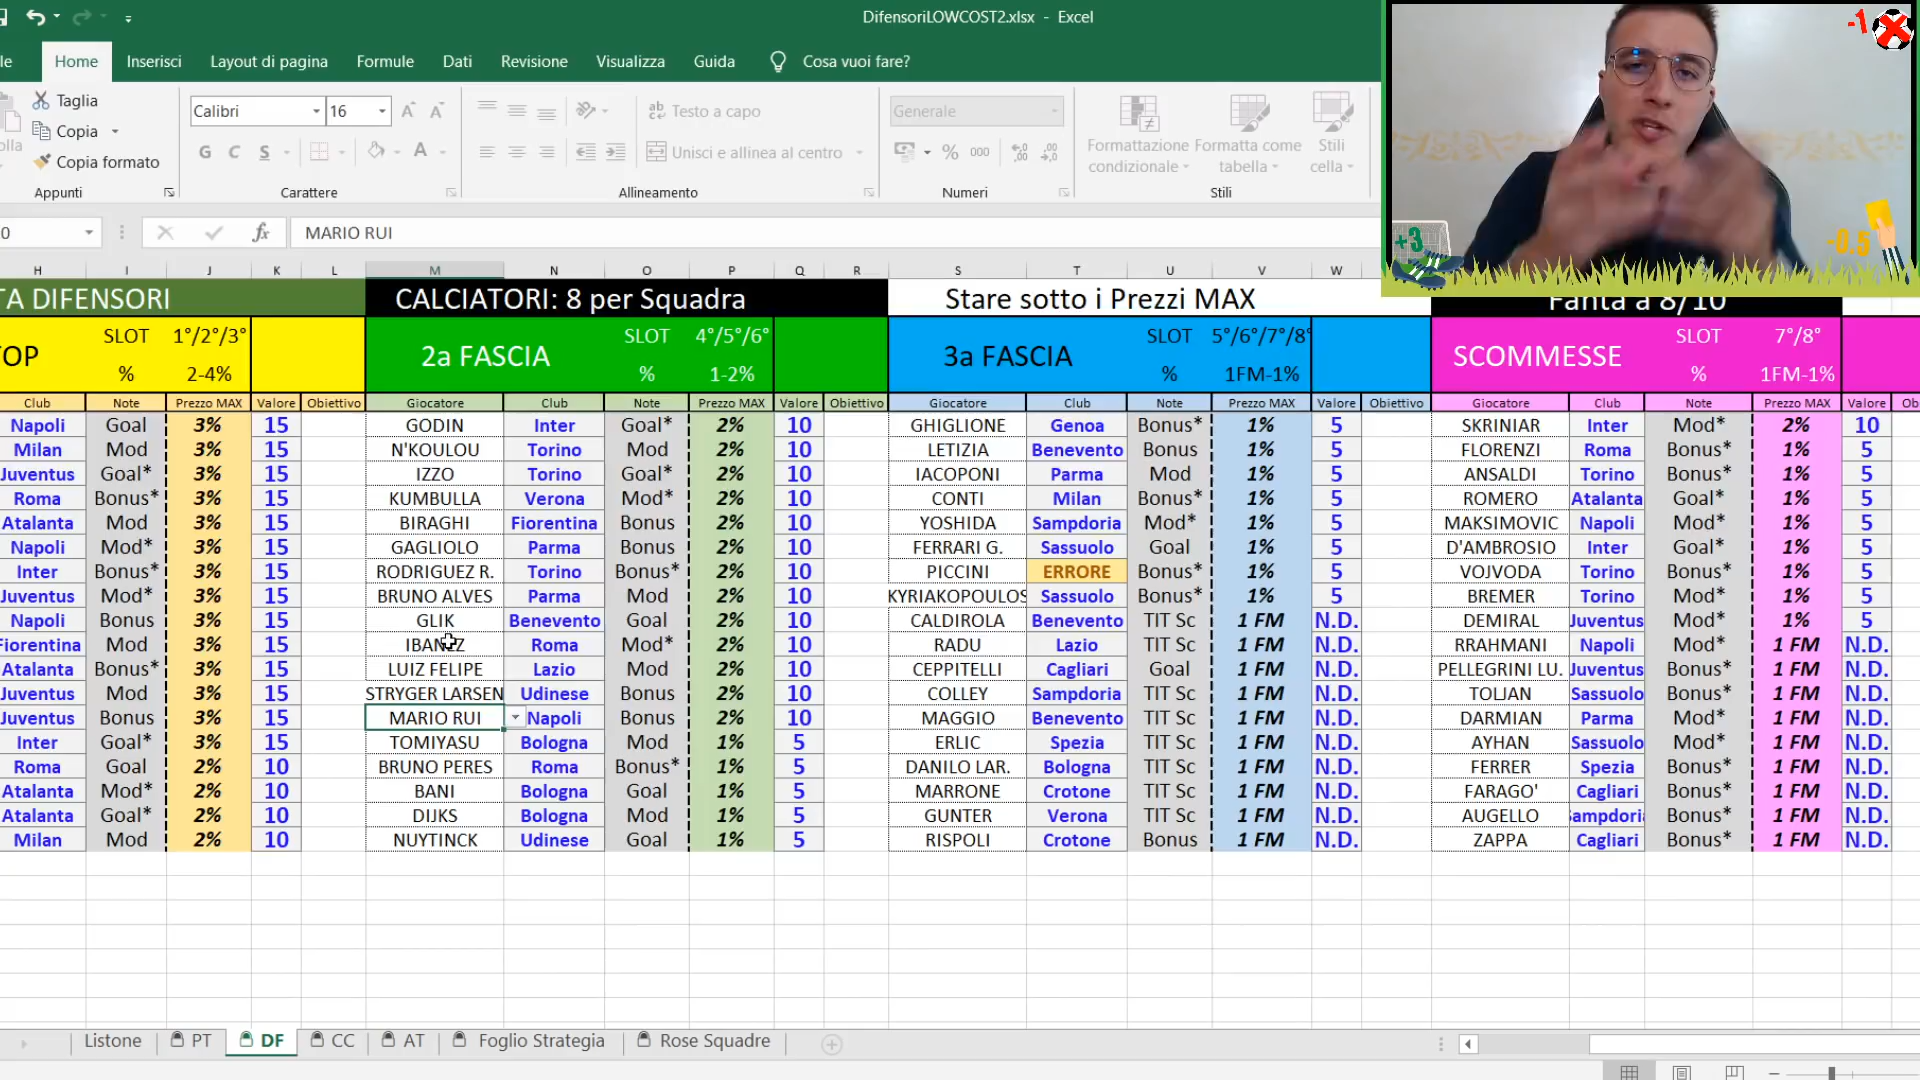 DifensoriLOWCOST2.xlsx - Excel
le Home Inserisci Layout di pagina Formule Dati Revisione Visualizza Guida Cosa vuoi fare?
Taglia
Copia
Copia formato
olla
Appunti
Calibri 16
G C S
Carattere
Testo a capo
Unisci e allinea al centro
Allineamento
Generale
% 000
Numeri
Formattazione condizionale
Formatta come tabella
Stili cella
Stili
-1
+3
-0.5
0 fx MARIO RUI
H I J K L M N O P Q R S T U V W
TA DIFENSORI CALCIATORI: 8 per Squadra Stare sotto i Prezzi MAX Fanta a 8/10
TOP SLOT 1°/2°/3° 2a FASCIA SLOT 4°/5°/6° 3a FASCIA SLOT 5°/6°/7°/8° SCOMMESSE SLOT 7°/8°
% 2-4% % 1-2% % 1FM-1% % 1FM-1%
Club Note Prezzo MAX Valore Obiettivo Giocatore Club Note Prezzo MAX Valore Obiettivo Giocatore Club Note Prezzo MAX Valore Obiettivo Giocatore Club Note Prezzo MAX Valore Ob
Napoli Goal 3% 15 GODIN Inter Goal* 2% 10 GHIGLIONE Genoa Bonus* 1% 5 SKRINIAR Inter Mod* 2% 10
Milan Mod 3% 15 N'KOULOU Torino Mod 2% 10 LETIZIA Benevento Bonus 1% 5 FLORENZI Roma Bonus* 1% 5
Juventus Goal* 3% 15 IZZO Torino Goal* 2% 10 IACOPONI Parma Mod 1% 5 ANSALDI Torino Bonus* 1% 5
Roma Bonus* 3% 15 KUMBULLA Verona Mod* 2% 10 CONTI Milan Bonus* 1% 5 ROMERO Atalanta Goal* 1% 5
Atalanta Mod 3% 15 BIRAGHI Fiorentina Bonus 2% 10 YOSHIDA Sampdoria Mod* 1% 5 MAKSIMOVIC Napoli Mod* 1% 5
Napoli Mod* 3% 15 GAGLIOLO Parma Bonus 2% 10 FERRARI G. Sassuolo Goal 1% 5 D'AMBROSIO Inter Goal* 1% 5
Inter Bonus* 3% 15 RODRIGUEZ R. Torino Bonus* 2% 10 PICCINI ERRORE Bonus* 1% 5 VOJVODA Torino Bonus* 1% 5
Juventus Mod* 3% 15 BRUNO ALVES Parma Mod 2% 10 KYRIAKOPOULOS Sassuolo Bonus* 1% 5 BREMER Torino Mod* 1% 5
Napoli Bonus 3% 15 GLIK Benevento Goal 2% 10 CALDIROLA Benevento TIT Sc 1 FM N.D. DEMIRAL Juventus Mod* 1% 5
Fiorentina Mod 3% 15 IBANEZ Roma Mod* 2% 10 RADU Lazio TIT Sc 1 FM N.D. RRAHMANI Napoli Mod* 1 FM N.D.
Atalanta Bonus* 3% 15 LUIZ FELIPE Lazio Mod 2% 10 CEPPITELLI Cagliari Goal 1 FM N.D. PELLEGRINI LU. Juventus Bonus* 1 FM N.D.
Juventus Mod 3% 15 STRYGER LARSEN Udinese Bonus 2% 10 COLLEY Sampdoria TIT Sc 1 FM N.D. TOLJAN Sassuolo Bonus* 1 FM N.D.
Juventus Bonus 3% 15 MARIO RUI Napoli Bonus 2% 10 MAGGIO Benevento TIT Sc 1 FM N.D. DARMIAN Parma Mod* 1 FM N.D.
Inter Goal* 3% 15 TOMIYASU Bologna Mod 1% 5 ERLIC Spezia TIT Sc 1 FM N.D. AYHAN Sassuolo Mod* 1 FM N.D.
Roma Goal 2% 10 BRUNO PERES Roma Bonus* 1% 5 DANILO LAR. Bologna TIT Sc 1 FM N.D. FERRER Spezia Bonus* 1 FM N.D.
Atalanta Mod* 2% 10 BANI Bologna Goal 1% 5 MARRONE Crotone TIT Sc 1 FM N.D. FARAGO' Cagliari Bonus* 1 FM N.D.
Atalanta Goal* 2% 10 DIJKS Bologna Mod 1% 5 GUNTER Verona TIT Sc 1 FM N.D. AUGELLO Sampdoria Bonus* 1 FM N.D.
Milan Mod 2% 10 NUYTINCK Udinese Goal 1% 5 RISPOLI Crotone Bonus 1 FM N.D. ZAPPA Cagliari Bonus* 1 FM N.D.
Listone PT DF CC AT Foglio Strategia Rose Squadre